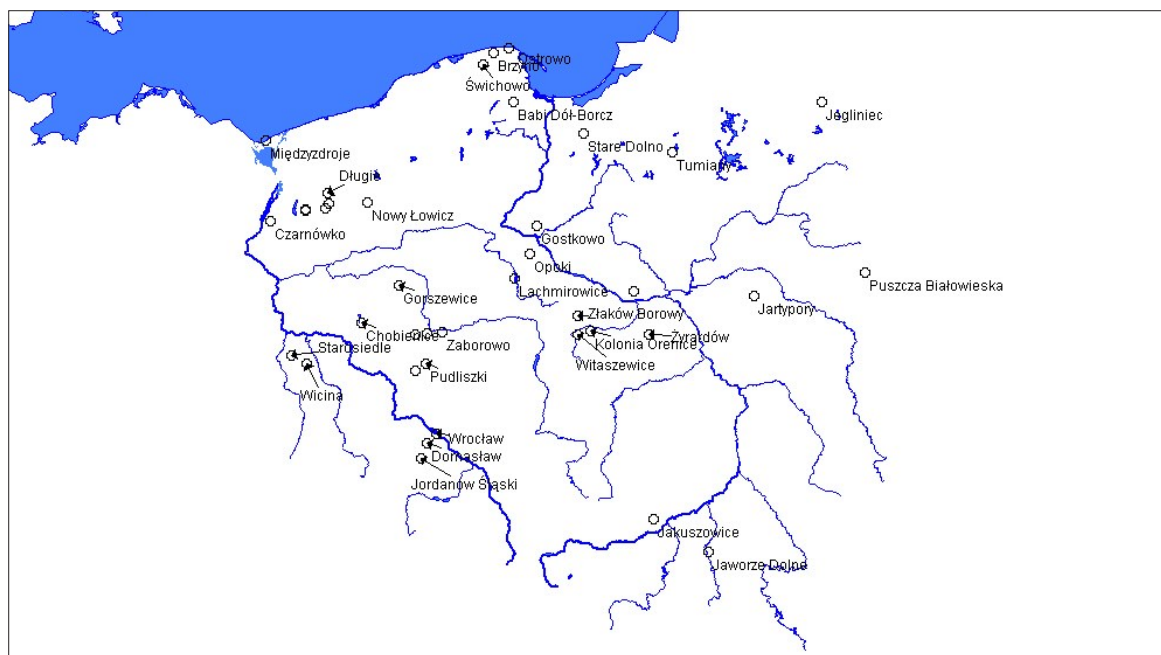 Ostrowo
Brzyno
Świchowo
Babi Dół-Borcz
Jegliniec
Stare Dolno
Międzyzdroje
Tumiany
Długie
Nowy Łowicz
Czarnówko
Gostkowo
Opoki
Puszcza Białowieska
Gorszewice
Lachmirowice
Jartypory
Złaków Borowy
Chobienice
Zaborowo
Kolonia Orenice
Żyrardów
Starosiedle
Witaszewice
Pudliszki
Wicina
Wrocław
Domasław
Jordanów Śląski
Jakuszowice
Jaworze Dolne